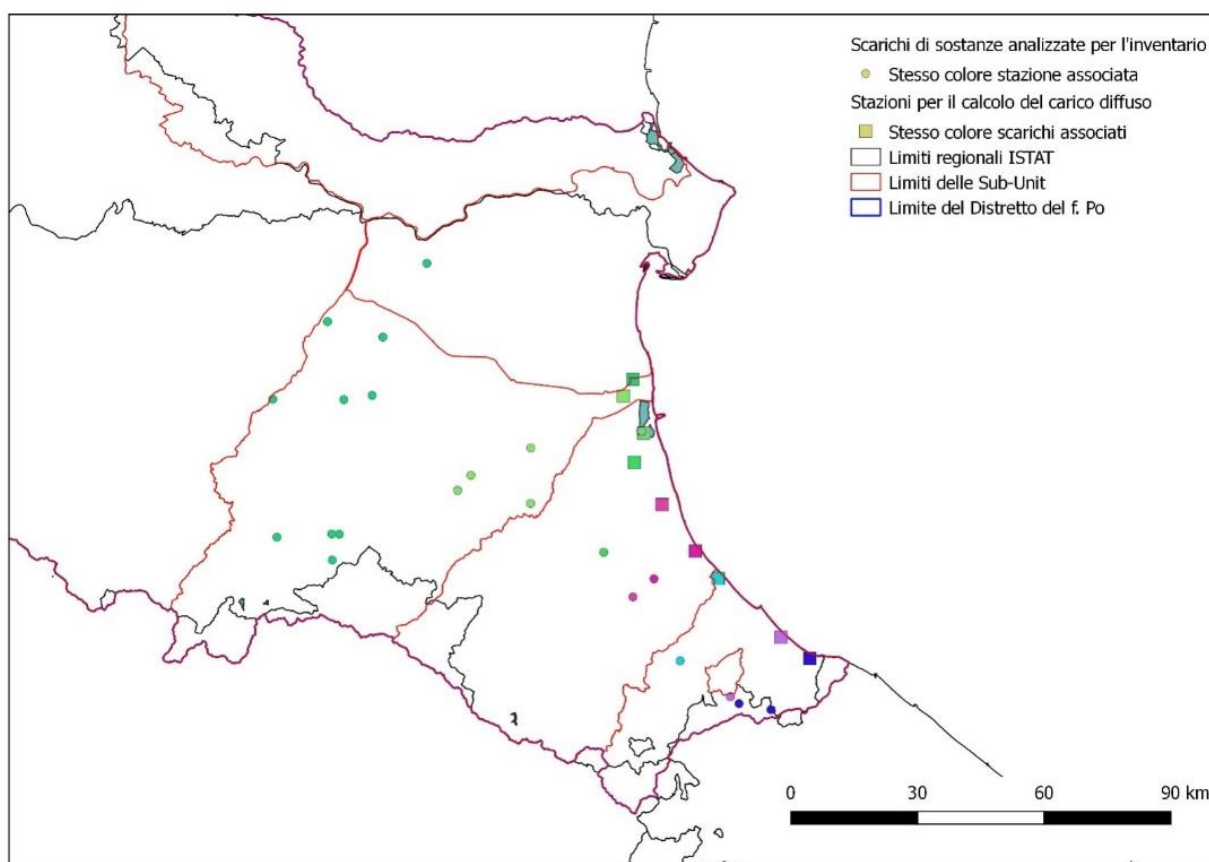 Scarichi di sostanze analizzate per l'inventario
Stesso colore stazione associata
Stazioni per il calcolo del carico diffuso
Stesso colore scarichi associati
Limiti regionali ISTAT
Limiti delle Sub-Unit
Limite del Distretto del f. Po
0 30 60 90 km